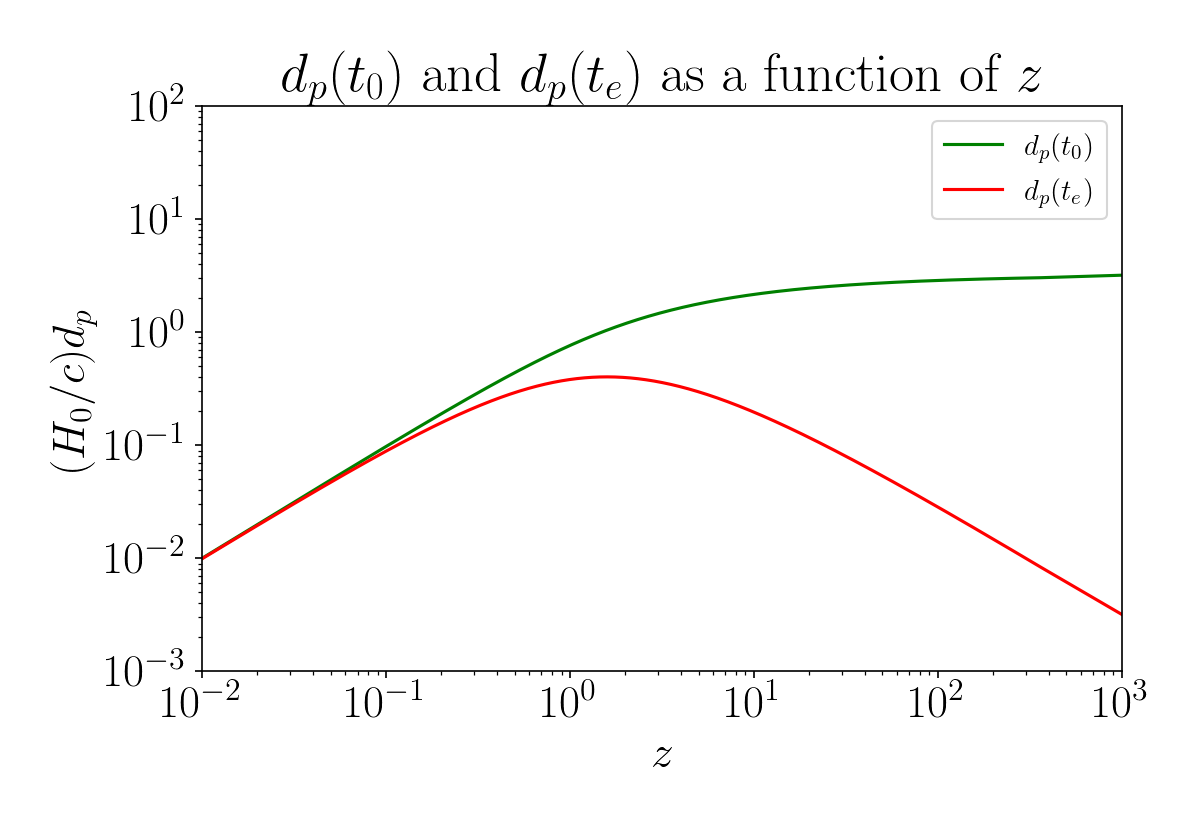 d_p(t_0) and d_p(t_e) as a function of z
10^2
10^1
10^0
10^{-1}
10^{-2}
10^{-3}
(H_0/c)d_p
d_p(t_0)
d_p(t_e)
10^{-2} 10^{-1} 10^0 10^1 10^2 10^3
z